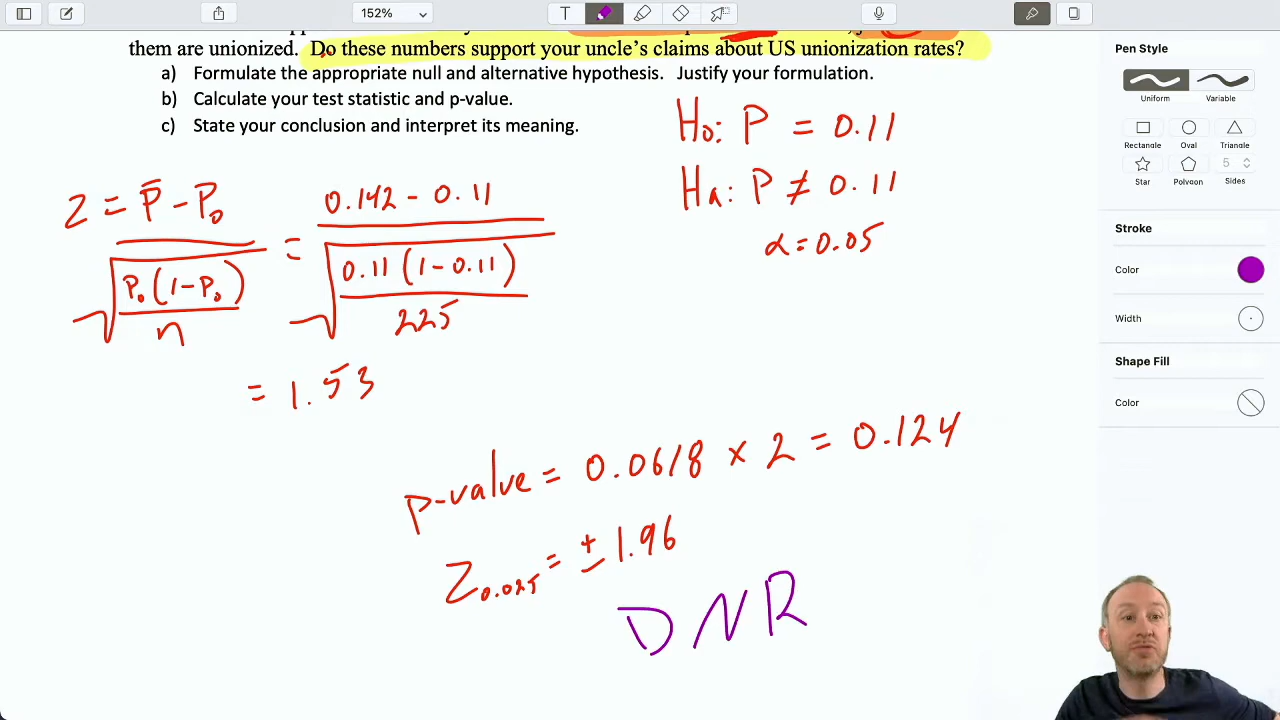 152%
T
them are unionized. Do these numbers support your uncle's claims about US unionization rates?
a) Formulate the appropriate null and alternative hypothesis. Justify your formulation.
b) Calculate your test statistic and p-value.
c) State your conclusion and interpret its meaning.
H0: P = 0.11
Ha: P ≠ 0.11
α = 0.05
Z = p̄ - P0 / √(P0 (1 - P0) / n) = 0.142 - 0.11 / √(0.11 (1 - 0.11) / 225)
= 1.53
p-value = 0.0618 × 2 = 0.124
Z0.025 = ± 1.96
DNR
Pen Style
Uniform Variable
Rectangle Oval Triangle
Star Polygon 5 Sides
Stroke
Color
Width
Shape Fill
Color